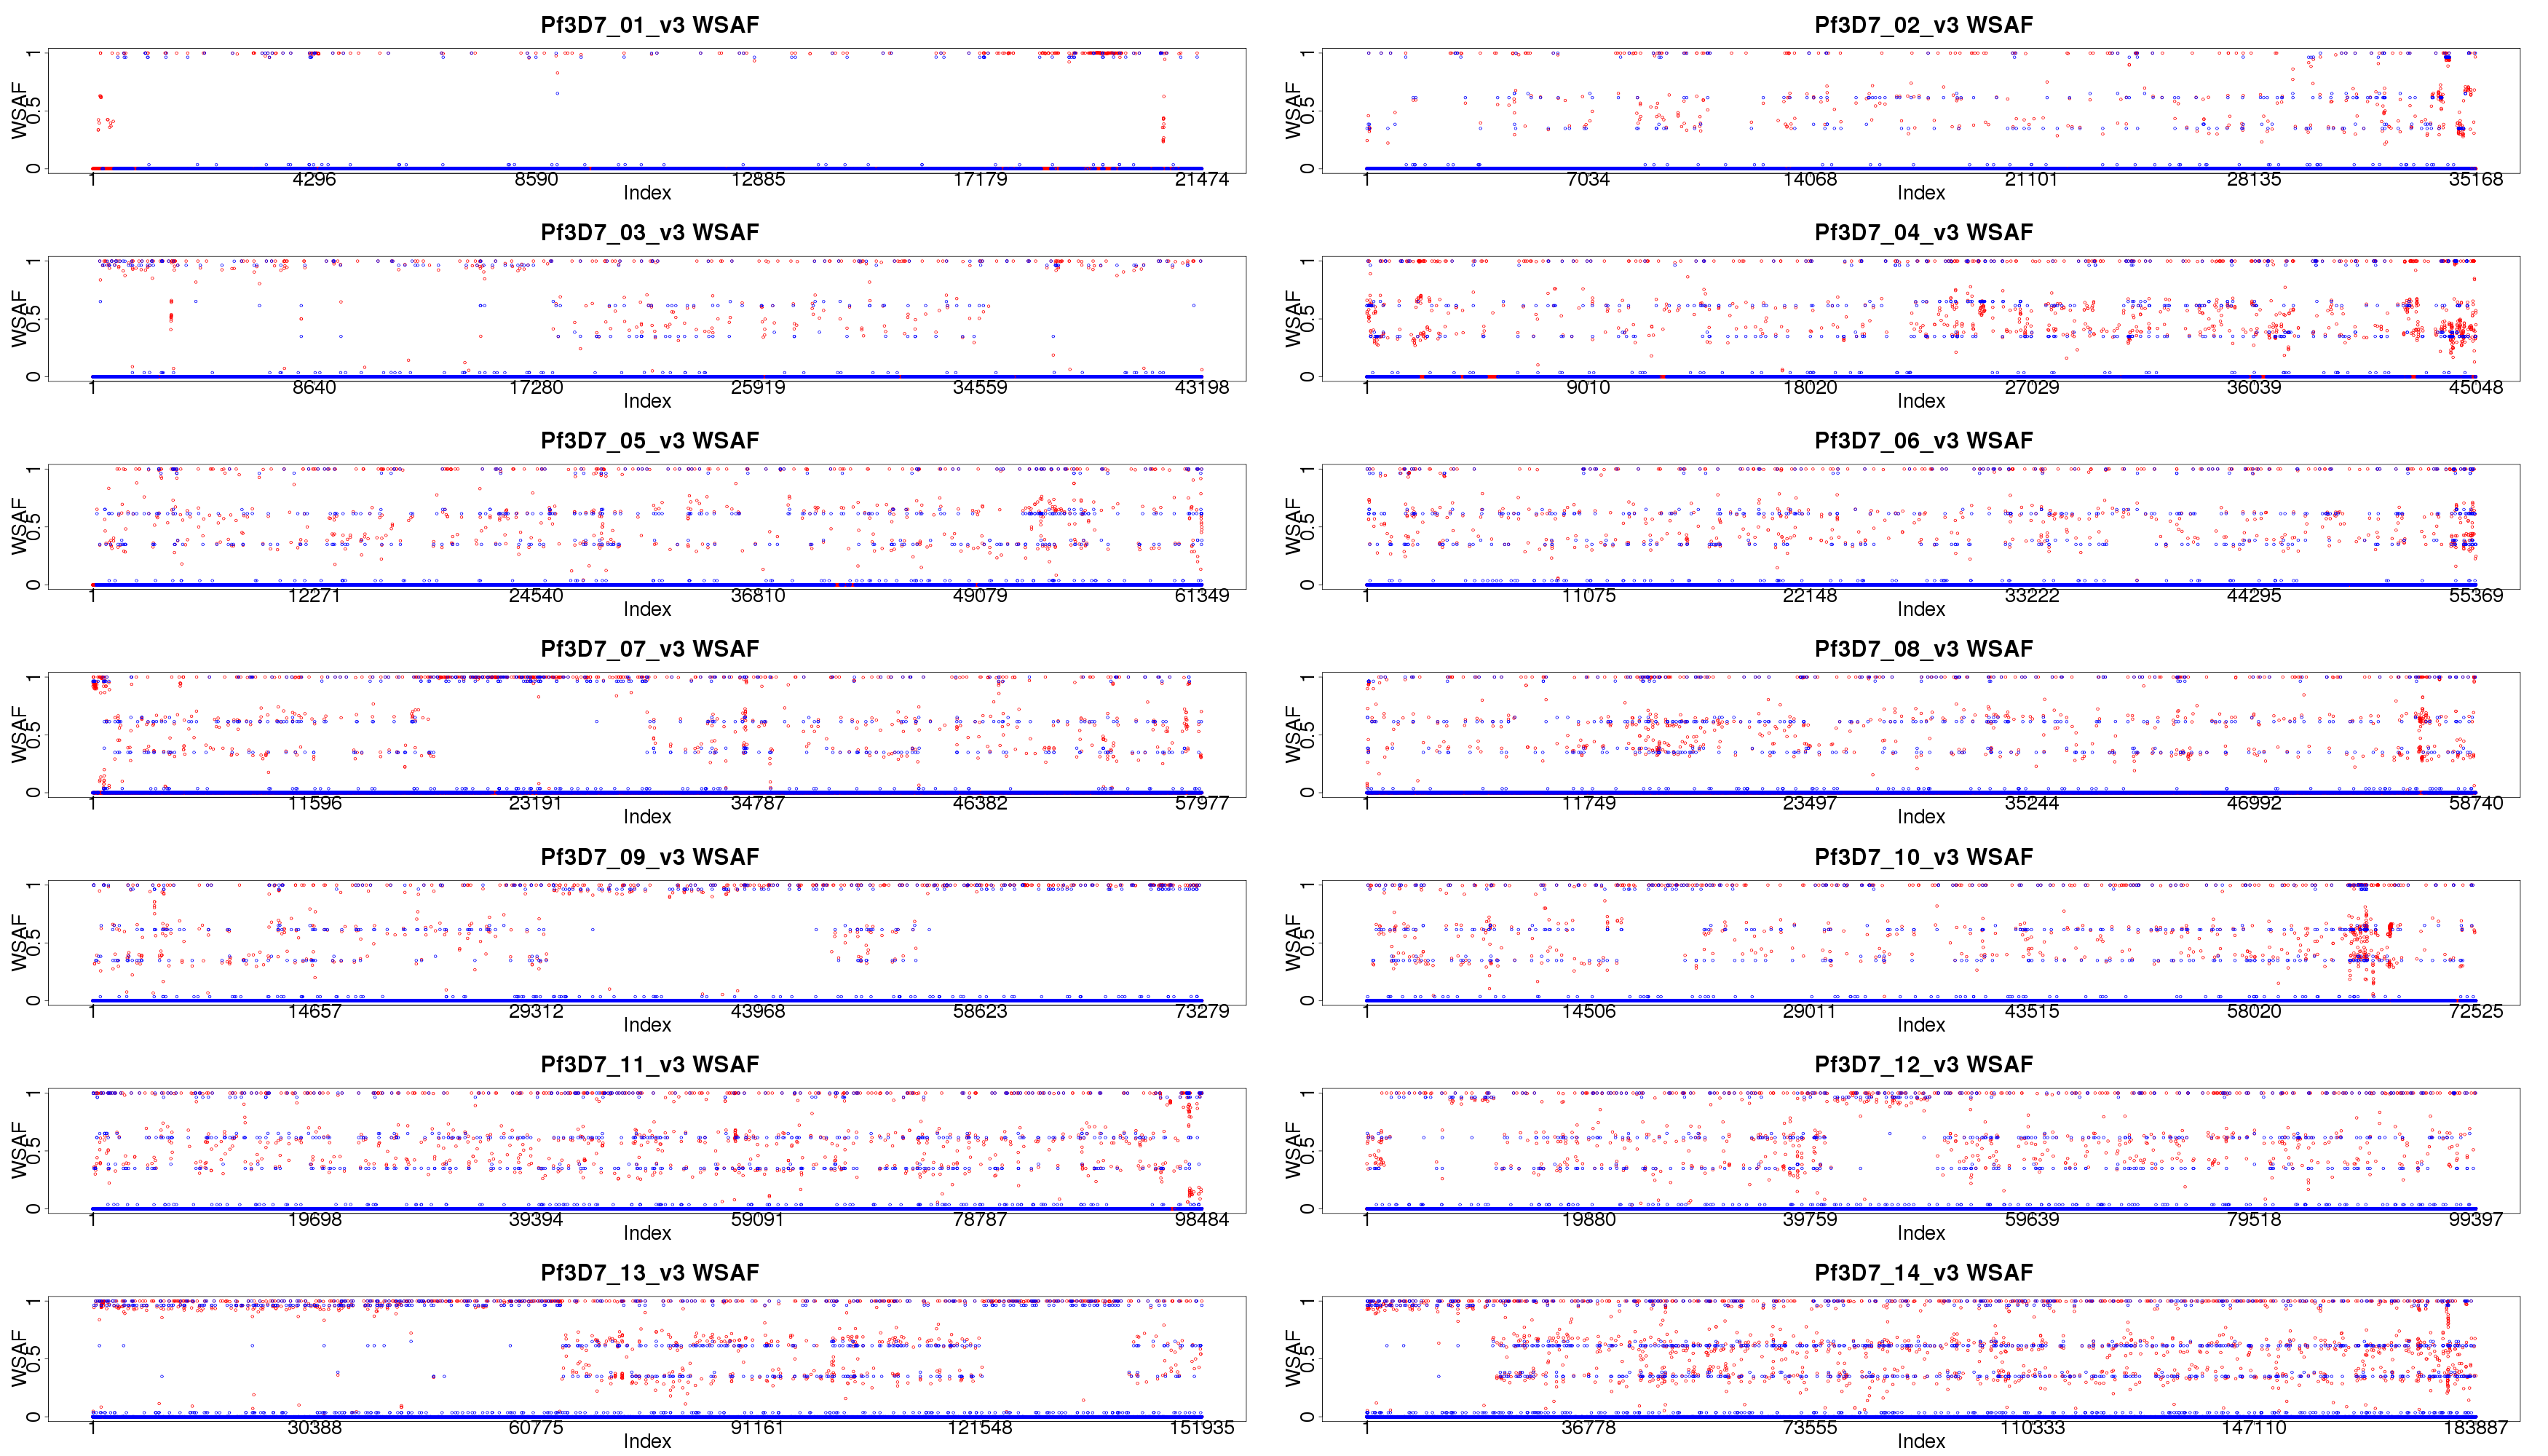 Pf3D7_01_v3 WSAF
WSAF
0 0.5 1
1 4296 8590 12885 17179 21474
Index
Pf3D7_02_v3 WSAF
WSAF
0 0.5 1
1 7034 14068 21101 28135 35168
Index
Pf3D7_03_v3 WSAF
WSAF
0 0.5 1
1 8640 17280 25919 34559 43198
Index
Pf3D7_04_v3 WSAF
WSAF
0 0.5 1
1 9010 18020 27029 36039 45048
Index
Pf3D7_05_v3 WSAF
WSAF
0 0.5 1
1 12271 24540 36810 49079 61349
Index
Pf3D7_06_v3 WSAF
WSAF
0 0.5 1
1 11075 22148 33222 44295 55369
Index
Pf3D7_07_v3 WSAF
WSAF
0 0.5 1
1 11596 23191 34787 46382 57977
Index
Pf3D7_08_v3 WSAF
WSAF
0 0.5 1
1 11749 23497 35244 46992 58740
Index
Pf3D7_09_v3 WSAF
WSAF
0 0.5 1
1 14657 29312 43968 58623 73279
Index
Pf3D7_10_v3 WSAF
WSAF
0 0.5 1
1 14506 29011 43515 58020 72525
Index
Pf3D7_11_v3 WSAF
WSAF
0 0.5 1
1 19698 39394 59091 78787 98484
Index
Pf3D7_12_v3 WSAF
WSAF
0 0.5 1
1 19880 39759 59639 79518 99397
Index
Pf3D7_13_v3 WSAF
WSAF
0 0.5 1
1 30388 60775 91161 121548 151935
Index
Pf3D7_14_v3 WSAF
WSAF
0 0.5 1
1 36778 73555 110333 147110 183887
Index